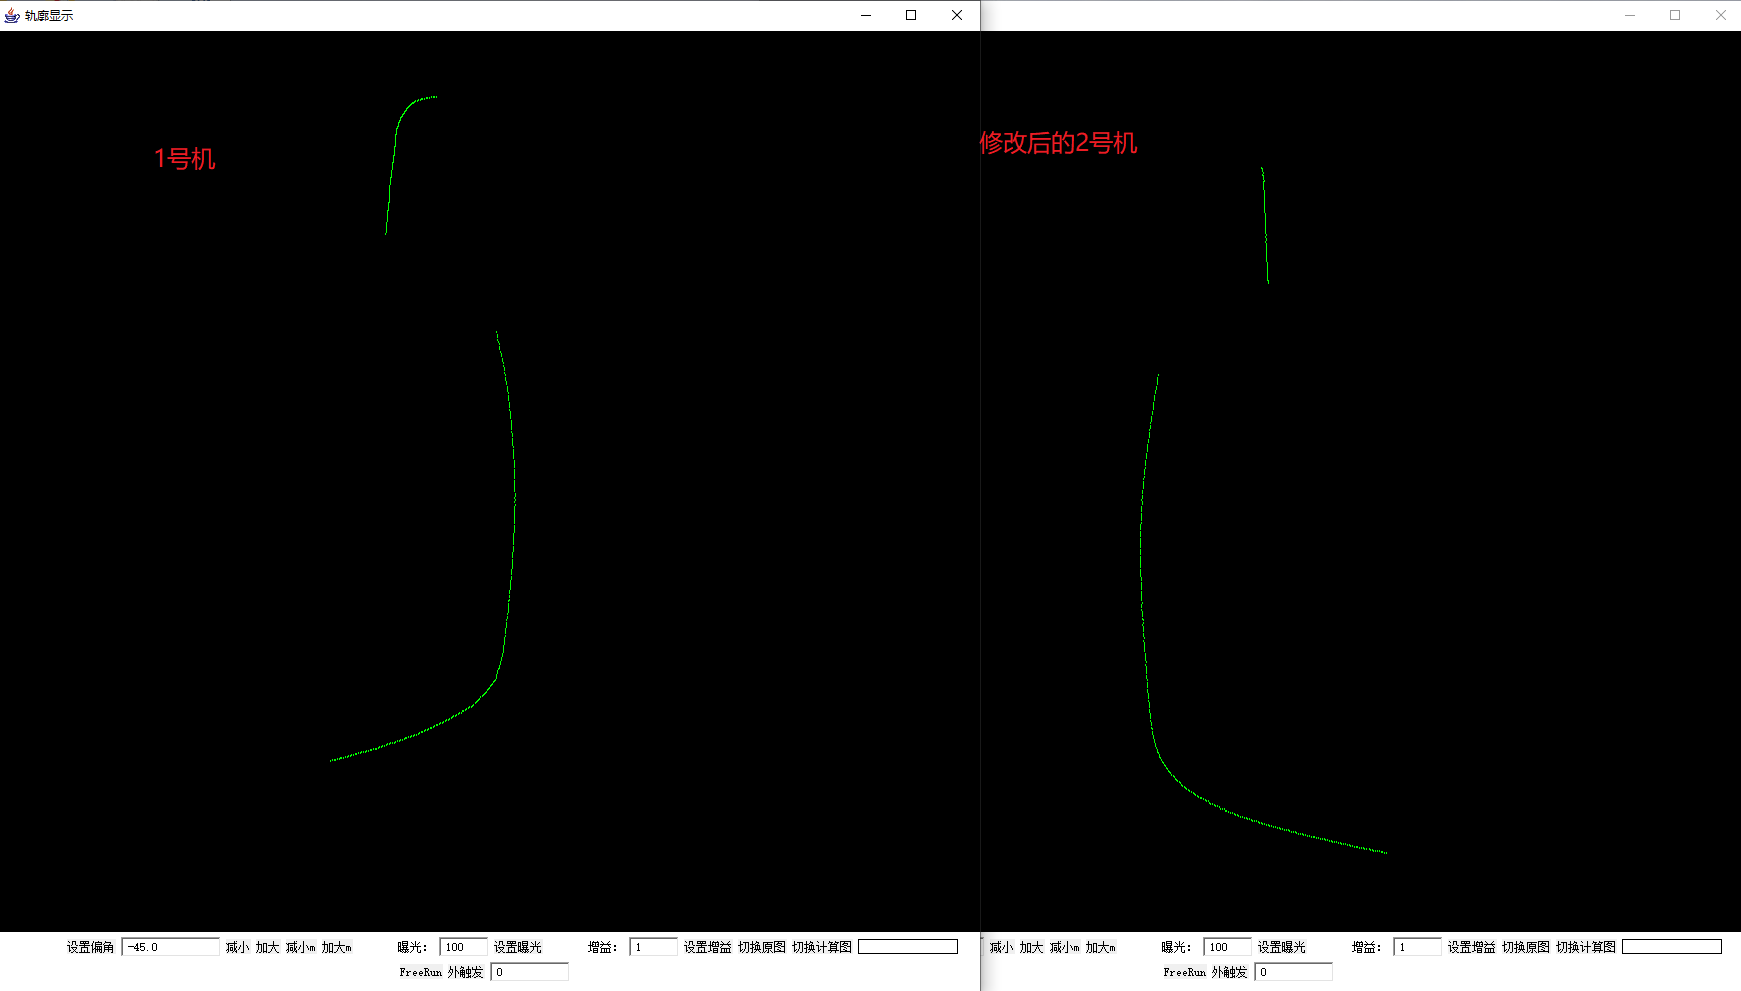 轨廓显示
1号机
修改后的2号机
设置偏角 -45.0 减小 加大 减小m 加大m 曝光： 100 设置曝光 增益： 1 设置增益 切换原图 切换计算图
FreeRun 外触发 0
减小 加大 减小m 加大m 曝光： 100 设置曝光 增益： 1 设置增益 切换原图 切换计算图
FreeRun 外触发 0